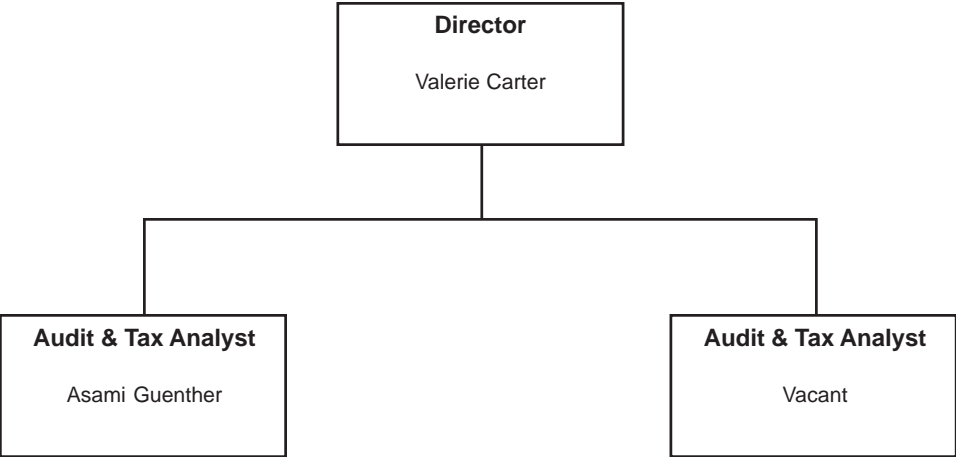 Director
Valerie Carter
Audit & Tax Analyst
Asami Guenther
Audit & Tax Analyst
Vacant